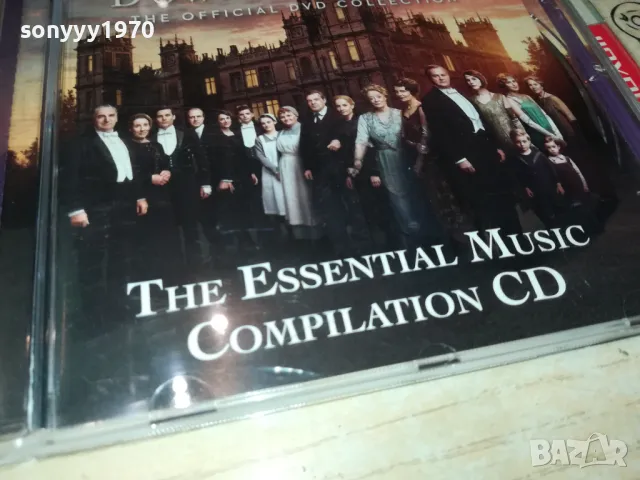 sonyyy1970
THE OFFICIAL DVD COLLECTION
THE ESSENTIAL MUSIC
COMPILATION CD
BAZAR